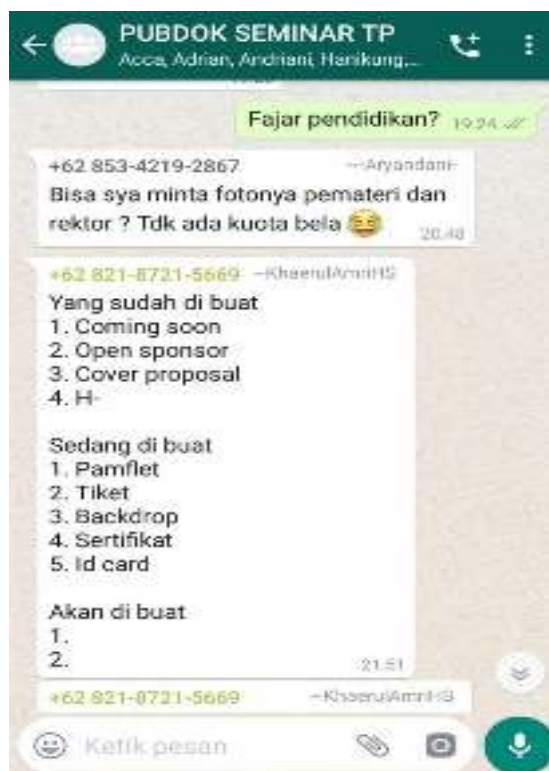 PUBDOK SEMINAR TP
Acca, Adrian, Andriani, Hanikung,...
Fajar pendidikan? 19.24
+62 853-4219-2867 ~Aryandani-
Bisa sya minta fotonya pemateri dan
rektor ? Tdk ada kuota bela 😂
20.48
+62 821-8721-5669 ~KhaerulAmriHS
Yang sudah di buat
1. Coming soon
2. Open sponsor
3. Cover proposal
4. H-
Sedang di buat
1. Pamflet
2. Tiket
3. Backdrop
4. Sertifikat
5. Id card
Akan di buat
1.
2.
21.51
+62 821-8721-5669 ~KhaerulAmriHS
Ketik pesan